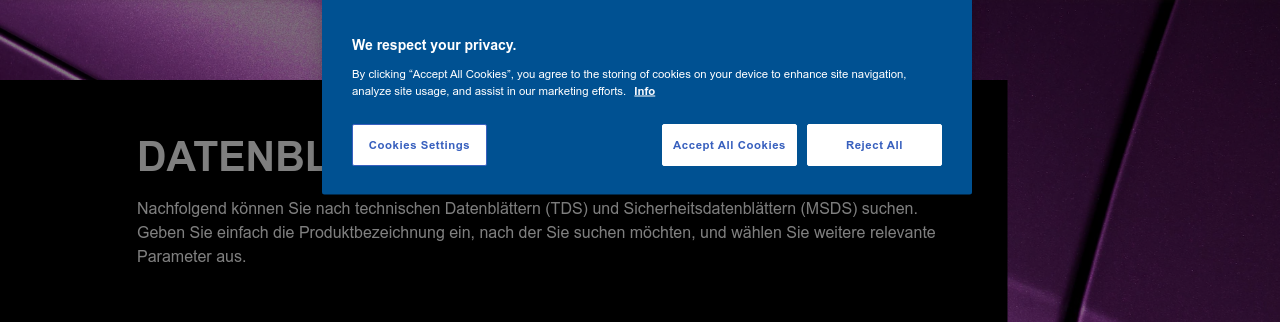 We respect your privacy.
By clicking “Accept All Cookies”, you agree to the storing of cookies on your device to enhance site navigation,
analyze site usage, and assist in our marketing efforts. Info
Cookies Settings
Accept All Cookies
Reject All
DATENBL
Nachfolgend können Sie nach technischen Datenblättern (TDS) und Sicherheitsdatenblättern (MSDS) suchen.
Geben Sie einfach die Produktbezeichnung ein, nach der Sie suchen möchten, und wählen Sie weitere relevante
Parameter aus.